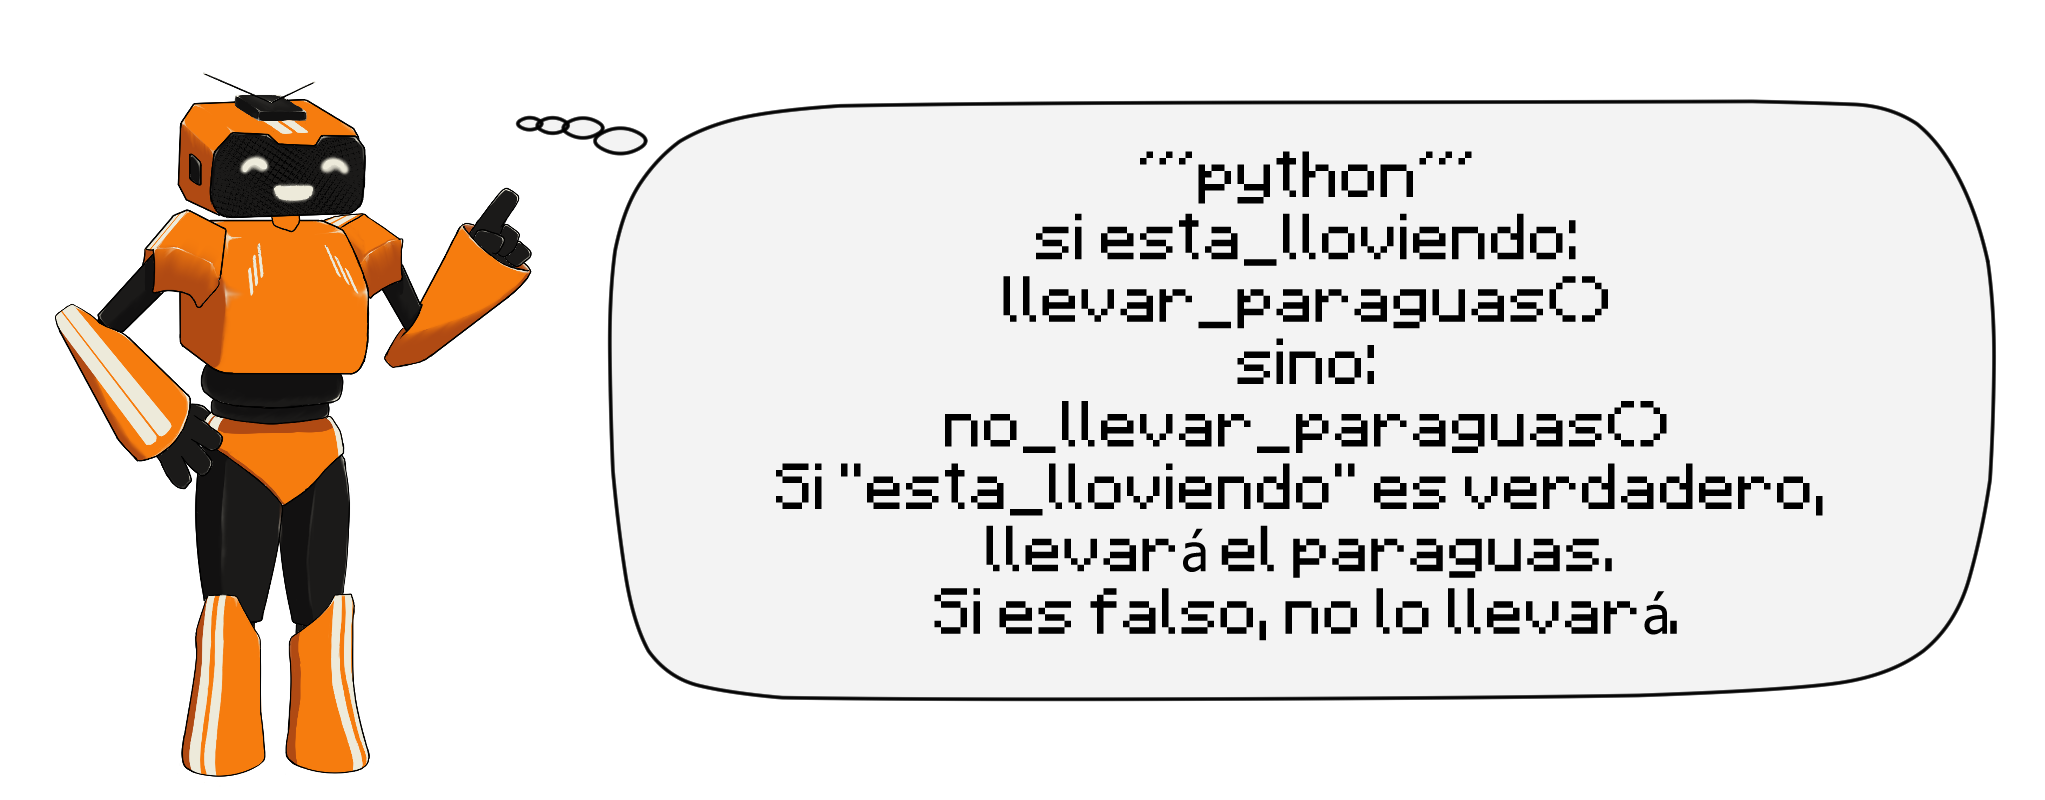 ´´´python´´´
si esta_lloviendo:
llevar_paraguas()
sino:
no_llevar_paraguas()
Si "esta_lloviendo" es verdadero,
llevará el paraguas.
Si es falso, no lo llevará.